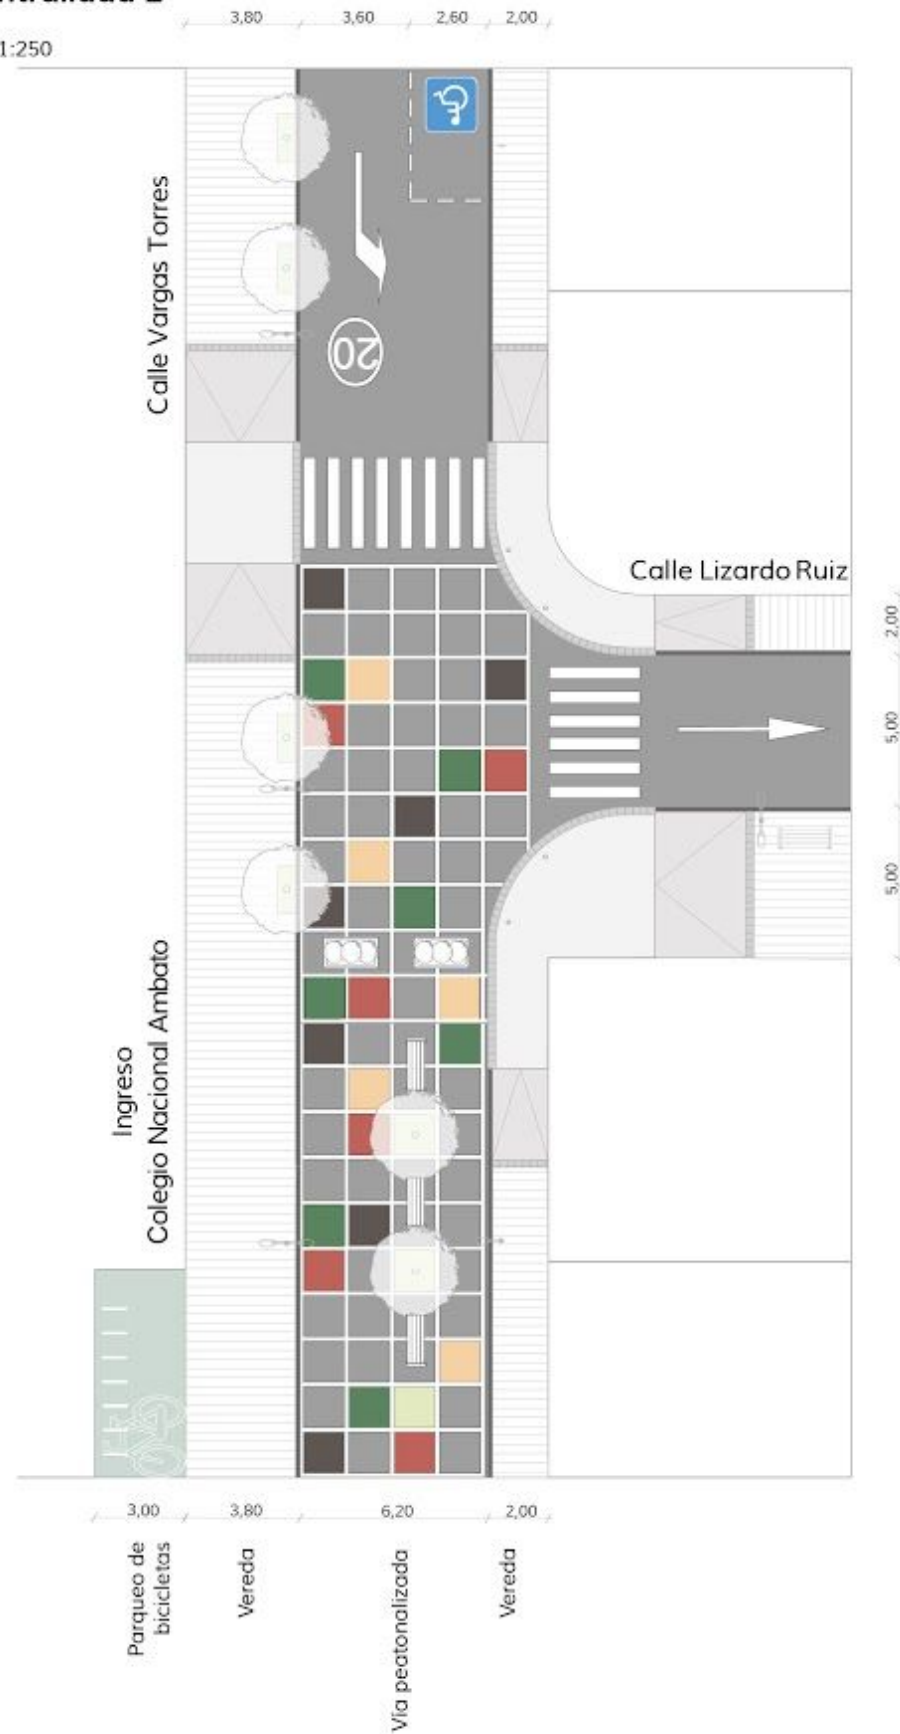 1:250
3,80
3,60
2,60
2,00
Calle Vargas Torres
20
Calle Lizardo Ruiz
2,00
5,00
5,00
Ingreso
Colegio Nacional Ambato
3,00
3,80
6,20
2,00
Parqueo de
bicicletas
Vereda
Vía peatonalizada
Vereda